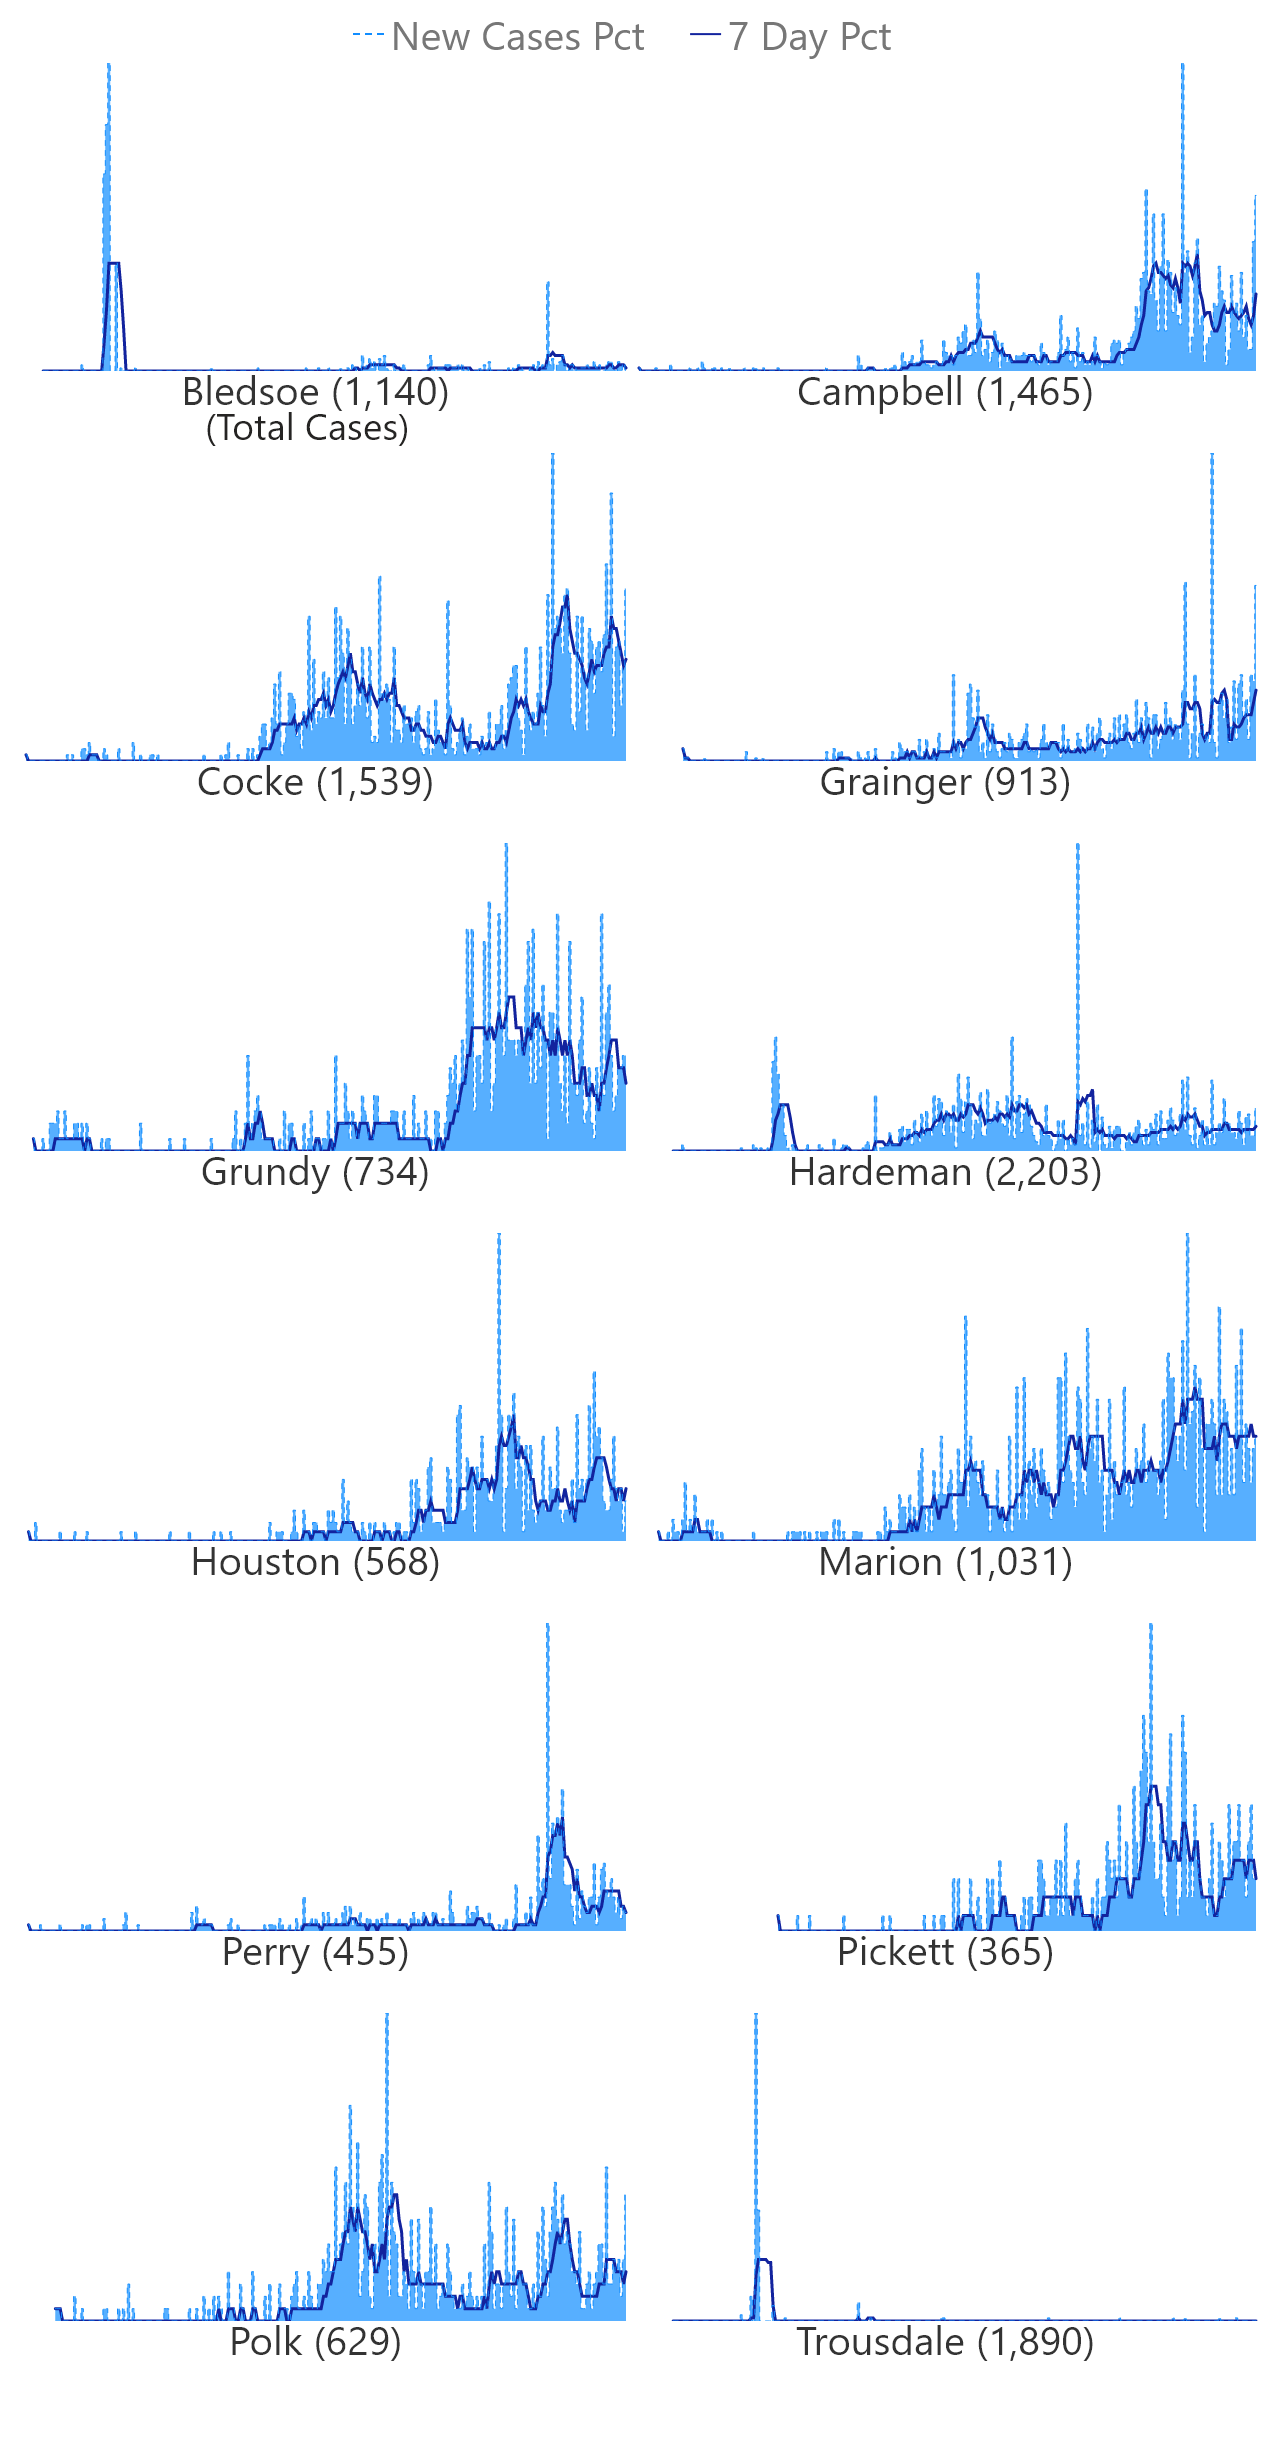 New Cases Pct 7 Day Pct
Bledsoe (1,140) Campbell (1,465)
(Total Cases)
Cocke (1,539) Grainger (913)
Grundy (734) Hardeman (2,203)
Houston (568) Marion (1,031)
Perry (455) Pickett (365)
Polk (629) Trousdale (1,890)